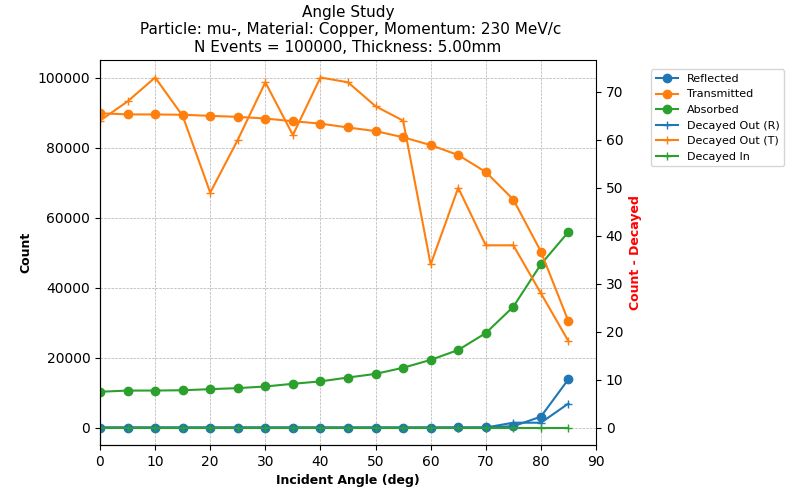 Angle Study
Particle: mu-, Material: Copper, Momentum: 230 MeV/c
N Events = 100000, Thickness: 5.00mm
100000
80000
60000
40000
20000
0
Count
0 10 20 30 40 50 60 70 80 90
Incident Angle (deg)
70
60
50
40
30
20
10
0
Count - Decayed
Reflected
Transmitted
Absorbed
Decayed Out (R)
Decayed Out (T)
Decayed In